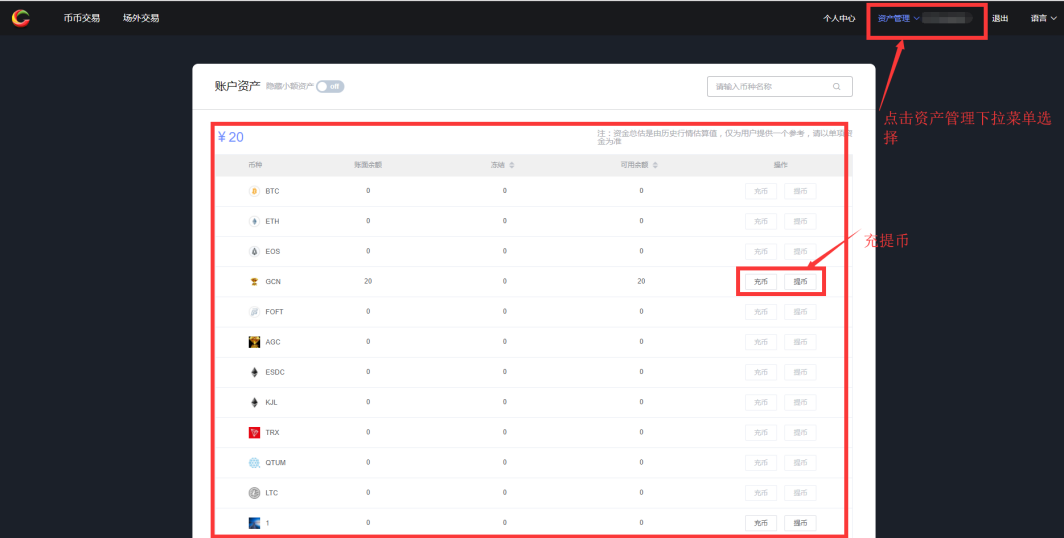 币币交易 场外交易 个人中心 资产管理 退出 语言
账户资产 隐藏小额资产 off 请输入币种名称
点击资产管理下拉菜单选
择
¥20
注：资金总估是由历史行情估算值，仅为用户提供一个参考，请以单项资
金为准
币种 账面余额 冻结 可用余额 操作
BTC 0 0 0 充币 提币
ETH 0 0 0 充币 提币
充提币
EOS 0 0 0 充币 提币
GCN 20 0 20 充币 提币
FOFT 0 0 0 充币 提币
AGC 0 0 0 充币 提币
ESDC 0 0 0 充币 提币
KJL 0 0 0 充币 提币
TRX 0 0 0 充币 提币
QTUM 0 0 0 充币 提币
LTC 0 0 0 充币 提币
1 0 0 0 充币 提币